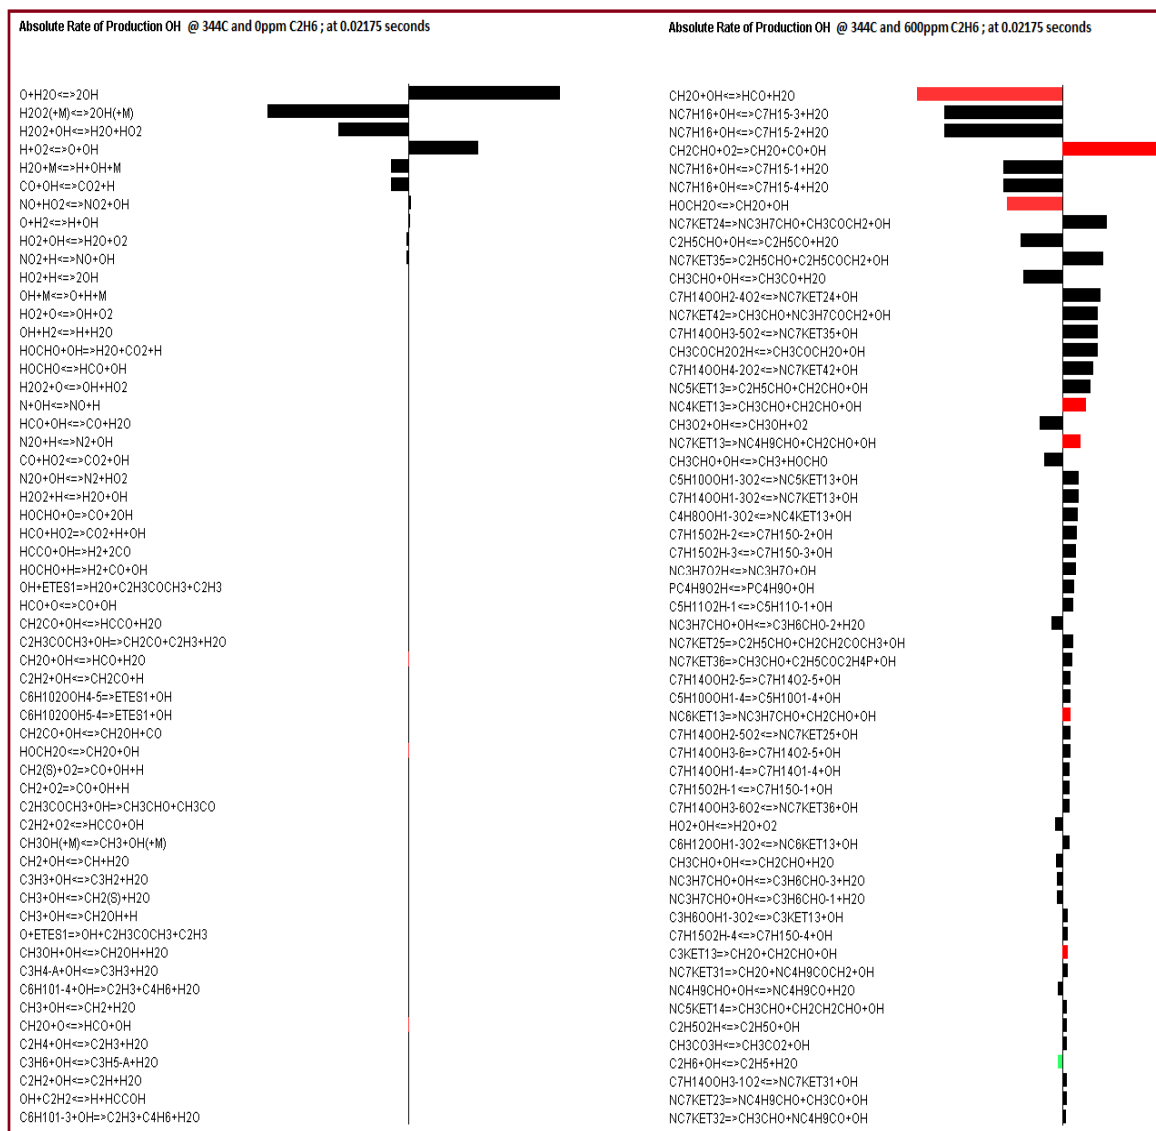 Absolute Rate of Production OH @ 344C and 0ppm C2H6 ; at 0.02175 seconds
O+H2O<=>2OH
H2O2(+M)<=>2OH(+M)
H2O2+OH<=>H2O+HO2
H+O2<=>O+OH
H2O+M<=>H+OH+M
CO+OH<=>CO2+H
NO+HO2<=>NO2+OH
O+H2<=>H+OH
HO2+OH<=>H2O+O2
NO2+H<=>NO+OH
HO2+H<=>2OH
OH+M<=>O+H+M
HO2+O<=>OH+O2
OH+H2<=>H+H2O
HOCHO+OH=>H2O+CO2+H
HOCHO<=>HCO+OH
H2O2+O<=>OH+HO2
N+OH<=>NO+H
HCO+OH<=>CO+H2O
N2O+H<=>N2+OH
CO+HO2<=>CO2+OH
N2O+OH<=>N2+HO2
H2O2+H<=>H2O+OH
HOCHO+O=>CO+2OH
HCO+HO2=>CO2+H+OH
HCCO+OH=>H2+2CO
HOCHO+H=>H2+CO+OH
OH+ETES1=>H2O+C2H3COCH3+C2H3
HCO+O<=>CO+OH
CH2CO+OH<=>HCCO+H2O
C2H3COCH3+OH=>CH2CO+C2H3+H2O
CH2O+OH<=>HCO+H2O
C2H2+OH<=>CH2CO+H
C6H102OOH4-5=>ETES1+OH
C6H102OOH5-4=>ETES1+OH
CH2CO+OH<=>CH2OH+CO
HOCH2O<=>CH2O+OH
CH2(S)+O2=>CO+OH+H
CH2+O2=>CO+OH+H
C2H3COCH3+OH=>CH3CHO+CH3CO
C2H2+O2<=>HCCO+OH
CH3OH(+M)<=>CH3+OH(+M)
CH2+OH<=>CH+H2O
C3H3+OH<=>C3H2+H2O
CH3+OH<=>CH2(S)+H2O
CH3+OH<=>CH2OH+H
O+ETES1=>OH+C2H3COCH3+C2H3
CH3OH+OH<=>CH2OH+H2O
C3H4-A+OH<=>C3H3+H2O
C6H101-4+OH=>C2H3+C4H6+H2O
CH3+OH<=>CH2+H2O
CH2O+O<=>HCO+OH
C2H4+OH<=>C2H3+H2O
C3H6+OH<=>C3H5-A+H2O
C2H2+OH<=>C2H+H2O
OH+C2H2<=>H+HCCOH
C6H101-3+OH=>C2H3+C4H6+H2O
Absolute Rate of Production OH @ 344C and 600ppm C2H6 ; at 0.02175 seconds
CH2O+OH<=>HCO+H2O
NC7H16+OH<=>C7H15-3+H2O
NC7H16+OH<=>C7H15-2+H2O
CH2CHO+O2=>CH2O+CO+OH
NC7H16+OH<=>C7H15-1+H2O
NC7H16+OH<=>C7H15-4+H2O
HOCH2O<=>CH2O+OH
NC7KET24=>NC3H7CHO+CH3COCH2+OH
C2H5CHO+OH<=>C2H5CO+H2O
NC7KET35=>C2H5CHO+C2H5COCH2+OH
CH3CHO+OH<=>CH3CO+H2O
C7H14OOH2-4O2<=>NC7KET24+OH
NC7KET42=>CH3CHO+NC3H7COCH2+OH
C7H14OOH3-5O2<=>NC7KET35+OH
CH3COCH2O2H<=>CH3COCH2O+OH
C7H14OOH4-2O2<=>NC7KET42+OH
NC5KET13=>C2H5CHO+CH2CHO+OH
NC4KET13=>CH3CHO+CH2CHO+OH
CH3O2+OH<=>CH3OH+O2
NC7KET13=>NC4H9CHO+CH2CHO+OH
CH3CHO+OH<=>CH3+HOCHO
C5H10OOH1-3O2<=>NC5KET13+OH
C7H14OOH1-3O2<=>NC7KET13+OH
C4H8OOH1-3O2<=>NC4KET13+OH
C7H15O2H-2<=>C7H15O-2+OH
C7H15O2H-3<=>C7H15O-3+OH
NC3H7O2H<=>NC3H7O+OH
PC4H9O2H<=>PC4H9O+OH
C5H11O2H-1<=>C5H11O-1+OH
NC3H7CHO+OH<=>C3H6CHO-2+H2O
NC7KET25=>C2H5CHO+CH2CH2COCH3+OH
NC7KET36=>CH3CHO+C2H5COC2H4P+OH
C7H14OOH2-5=>C7H14O2-5+OH
C5H10OOH1-4=>C5H10O1-4+OH
NC6KET13=>NC3H7CHO+CH2CHO+OH
C7H14OOH2-5O2<=>NC7KET25+OH
C7H14OOH3-6=>C7H14O2-5+OH
C7H14OOH1-4=>C7H14O1-4+OH
C7H15O2H-1<=>C7H15O-1+OH
C7H14OOH3-6O2<=>NC7KET36+OH
HO2+OH<=>H2O+O2
C6H12OOH1-3O2<=>NC6KET13+OH
CH3CHO+OH<=>CH2CHO+H2O
NC3H7CHO+OH<=>C3H6CHO-3+H2O
NC3H7CHO+OH<=>C3H6CHO-1+H2O
C3H6OOH1-3O2<=>C3KET13+OH
C7H15O2H-4<=>C7H15O-4+OH
C3KET13=>CH2O+CH2CHO+OH
NC7KET31=>CH2O+NC4H9COCH2+OH
NC4H9CHO+OH<=>NC4H9CO+H2O
NC5KET14=>CH3CHO+CH2CH2CHO+OH
C2H5O2H<=>C2H5O+OH
CH3CO3H<=>CH3CO2+OH
C2H6+OH<=>C2H5+H2O
C7H14OOH3-1O2<=>NC7KET31+OH
NC7KET23=>NC4H9CHO+CH3CO+OH
NC7KET32=>CH3CHO+NC4H9CO+OH